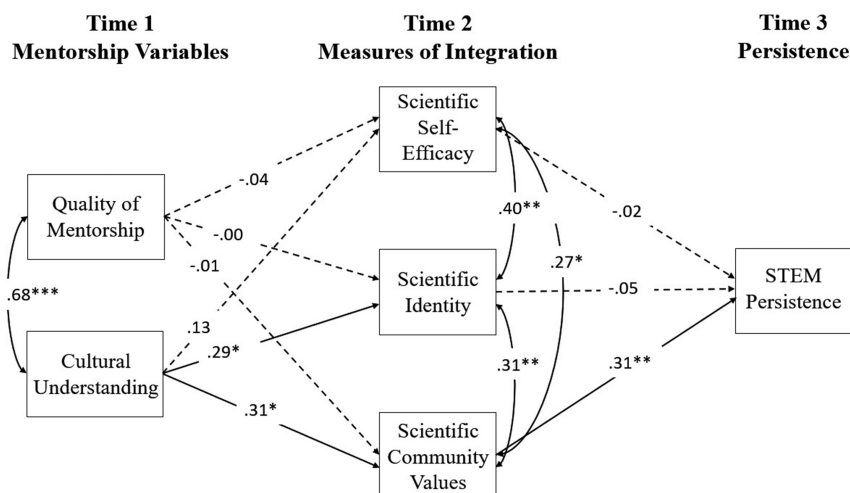 Time 1
Mentorship Variables
Time 2
Measures of Integration
Time 3
Persistence
Scientific
Self-
Efficacy
-.04
Quality of
Mentorship
-.02
.40**
-.00
-.01
.27*
Scientific
Identity
STEM
Persistence
-.05
.68***
.13
.29*
Cultural
Understanding
.31**
.31**
.31*
Scientific
Community
Values